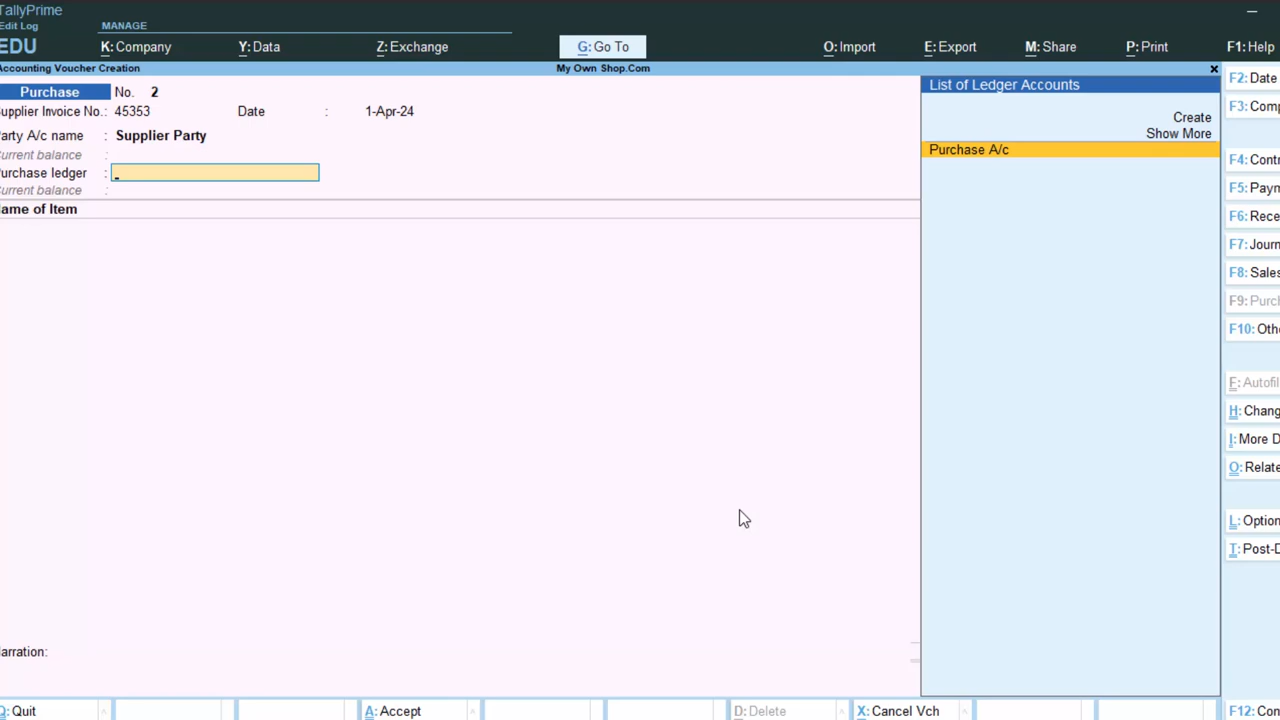 TallyPrime
Edit Log
MANAGE
EDU
K: Company
Y: Data
Z: Exchange
G: Go To
O: Import
E: Export
M: Share
P: Print
F1: Help
Accounting Voucher Creation
My Own Shop.Com
Purchase No. 2
upplier Invoice No.: 45353 Date : 1-Apr-24
arty A/c name : Supplier Party
urrent balance :
urchase ledger :
urrent balance :
ame of Item
arration:
List of Ledger Accounts
Create
Show More
Purchase A/c
F2: Date
F3: Comp
F4: Contr
F5: Paym
F6: Rece
F7: Journ
F8: Sales
F9: Purch
F10: Othe
F: Autofil
H: Chang
I: More D
O: Relate
L: Option
T: Post-D
Q: Quit
A: Accept
D: Delete
X: Cancel Vch
F12: Con